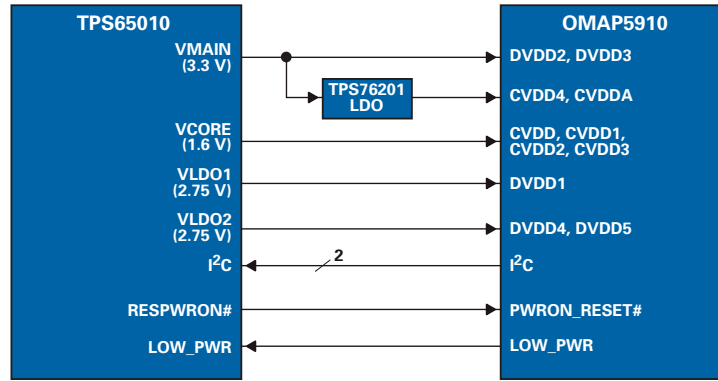 TPS65010
OMAP5910
VMAIN
(3.3 V)
DVDD2, DVDD3
TPS76201
LDO
CVDD4, CVDDA
VCORE
(1.6 V)
CVDD, CVDD1,
CVDD2, CVDD3
VLDO1
(2.75 V)
DVDD1
VLDO2
(2.75 V)
DVDD4, DVDD5
I²C
2
I²C
RESPWRON#
PWRON_RESET#
LOW_PWR
LOW_PWR